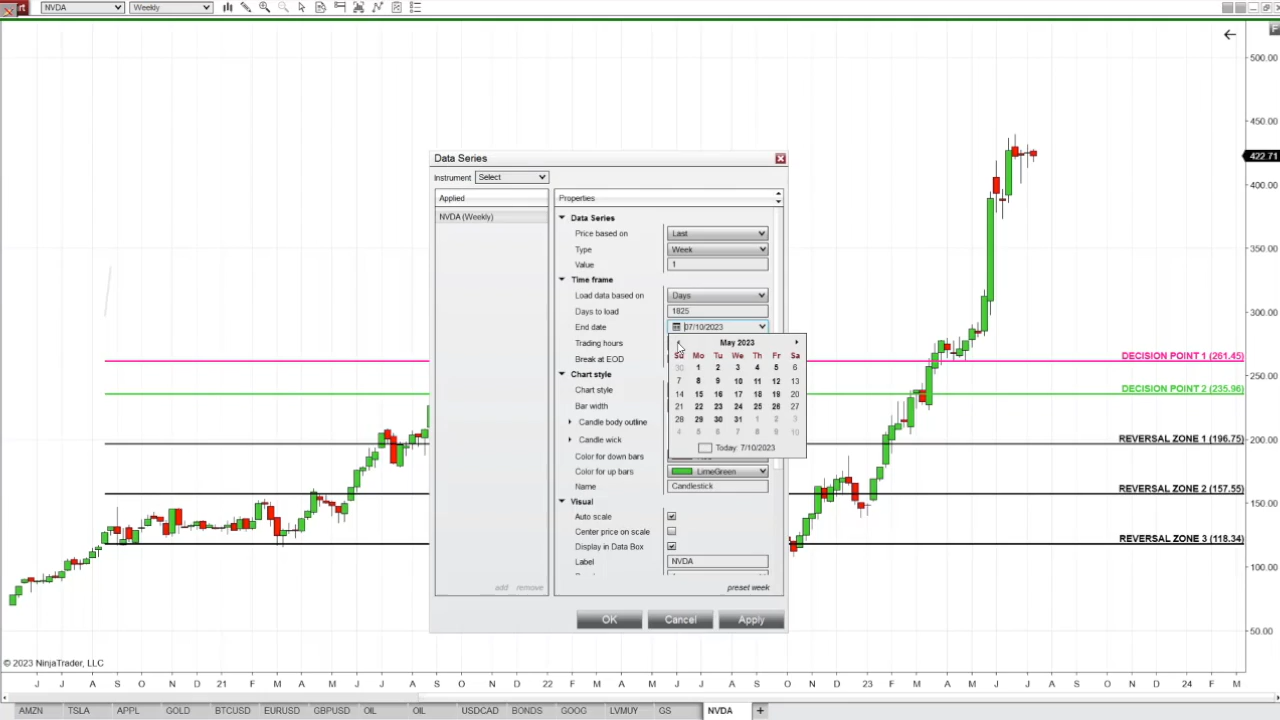 NVDA Weekly
500.00
450.00
422.71
400.00
350.00
300.00
250.00
200.00
150.00
100.00
50.00
DECISION POINT 1 (261.45)
DECISION POINT 2 (235.96)
REVERSAL ZONE 1 (196.75)
REVERSAL ZONE 2 (157.55)
REVERSAL ZONE 3 (118.34)
F
Data Series
Instrument Select
Applied
NVDA (Weekly)
add remove
Properties
Data Series
Price based on Last
Type Week
Value 1
Time frame
Load data based on Days
Days to load 1825
End date 07/10/2023
Trading hours
Break at EOD
Chart style
Chart style
Bar width
Candle body outline
Candle wick
Color for down bars
Color for up bars LimeGreen
Name Candlestick
Visual
Auto scale
Center price on scale
Display in Data Box
Label NVDA
preset week
May 2023
Su Mo Tu We Th Fr Sa
30 1 2 3 4 5 6
7 8 9 10 11 12 13
14 15 16 17 18 19 20
21 22 23 24 25 26 27
28 29 30 31 1 2 3
4 5 6 7 8 9 10
Today: 7/10/2023
OK Cancel Apply
© 2023 NinjaTrader, LLC
J J A S O N D 21 F M A M J J A S O N D 22 F M A M J J A S O N D 23 F M A M J J A S O N D 24 F M
AMZN TSLA APPL GOLD BTCUSD EURUSD GBPUSD OIL OIL USDCAD BONDS GOOG LVMUY GS NVDA +